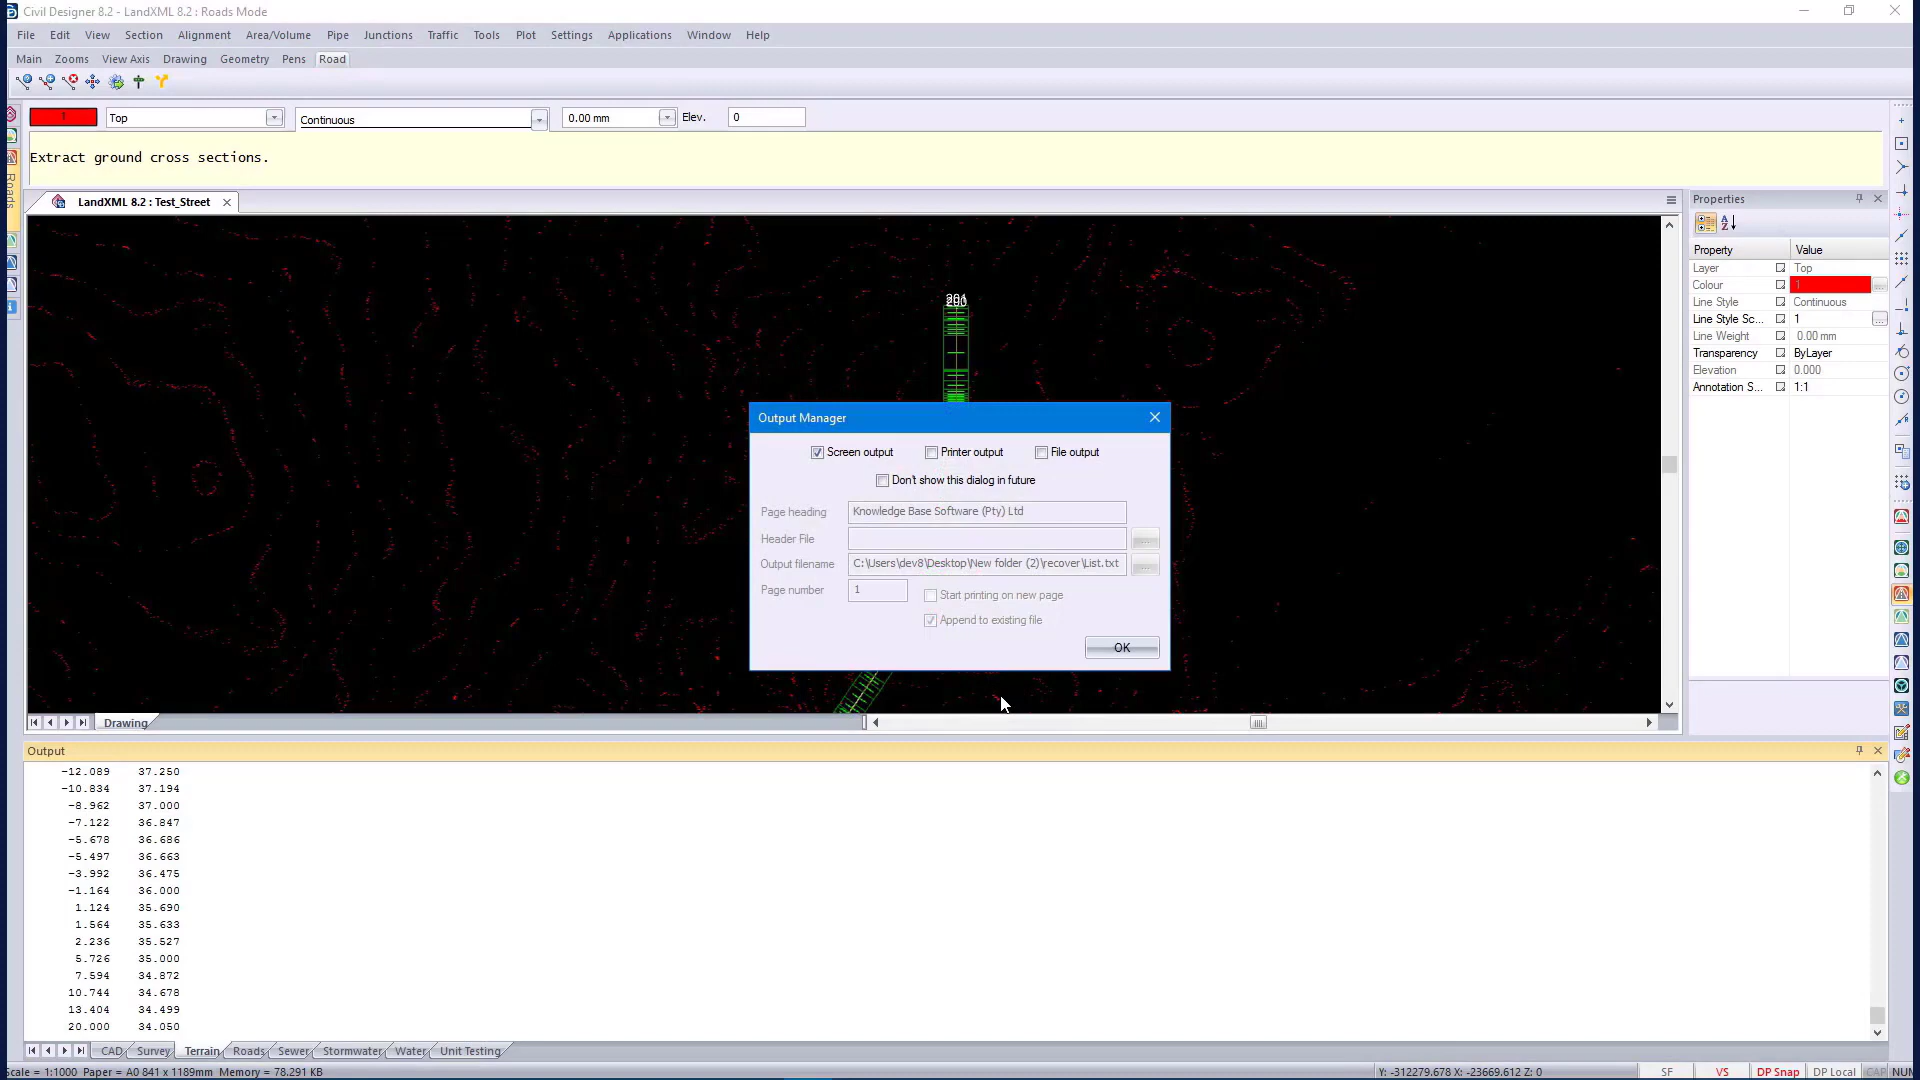 Civil Designer 8.2 - LandXML 8.2 : Roads Mode
File Edit View Section Alignment Area/Volume Pipe Junctions Traffic Tools Plot Settings Applications Window Help
Main Zooms View Axis Drawing Geometry Pens Road
1 Top Continuous 0.00 mm Elev. 0
Extract ground cross sections.
Roads
LandXML 8.2 : Test_Street
Properties
Property Value
Layer Top
Colour 1
Line Style Continuous
Line Style Sc... 1
Line Weight 0.00 mm
Transparency ByLayer
Elevation 0.000
Annotation S... 1:1
Output Manager
Screen output Printer output File output
Don't show this dialog in future
Page heading Knowledge Base Software (Pty) Ltd
Header File
Output filename C:\Users\dev8\Desktop\New folder (2)\recover\List.txt
Page number 1 Start printing on new page
Append to existing file
OK
Drawing
Output
-12.089 37.250
-10.834 37.194
-8.962 37.000
-7.122 36.847
-5.678 36.686
-5.497 36.663
-3.992 36.475
-1.164 36.000
1.124 35.690
1.564 35.633
2.236 35.527
5.726 35.000
7.594 34.872
10.744 34.678
13.404 34.499
20.000 34.050
CAD Survey Terrain Roads Sewer Stormwater Water Unit Testing
Scale = 1:1000 Paper = A0 841 x 1189mm Memory = 78.291 KB Y: -312279.678 X: -23669.612 Z: 0 SF VS DP Snap DP Local CAP NUM